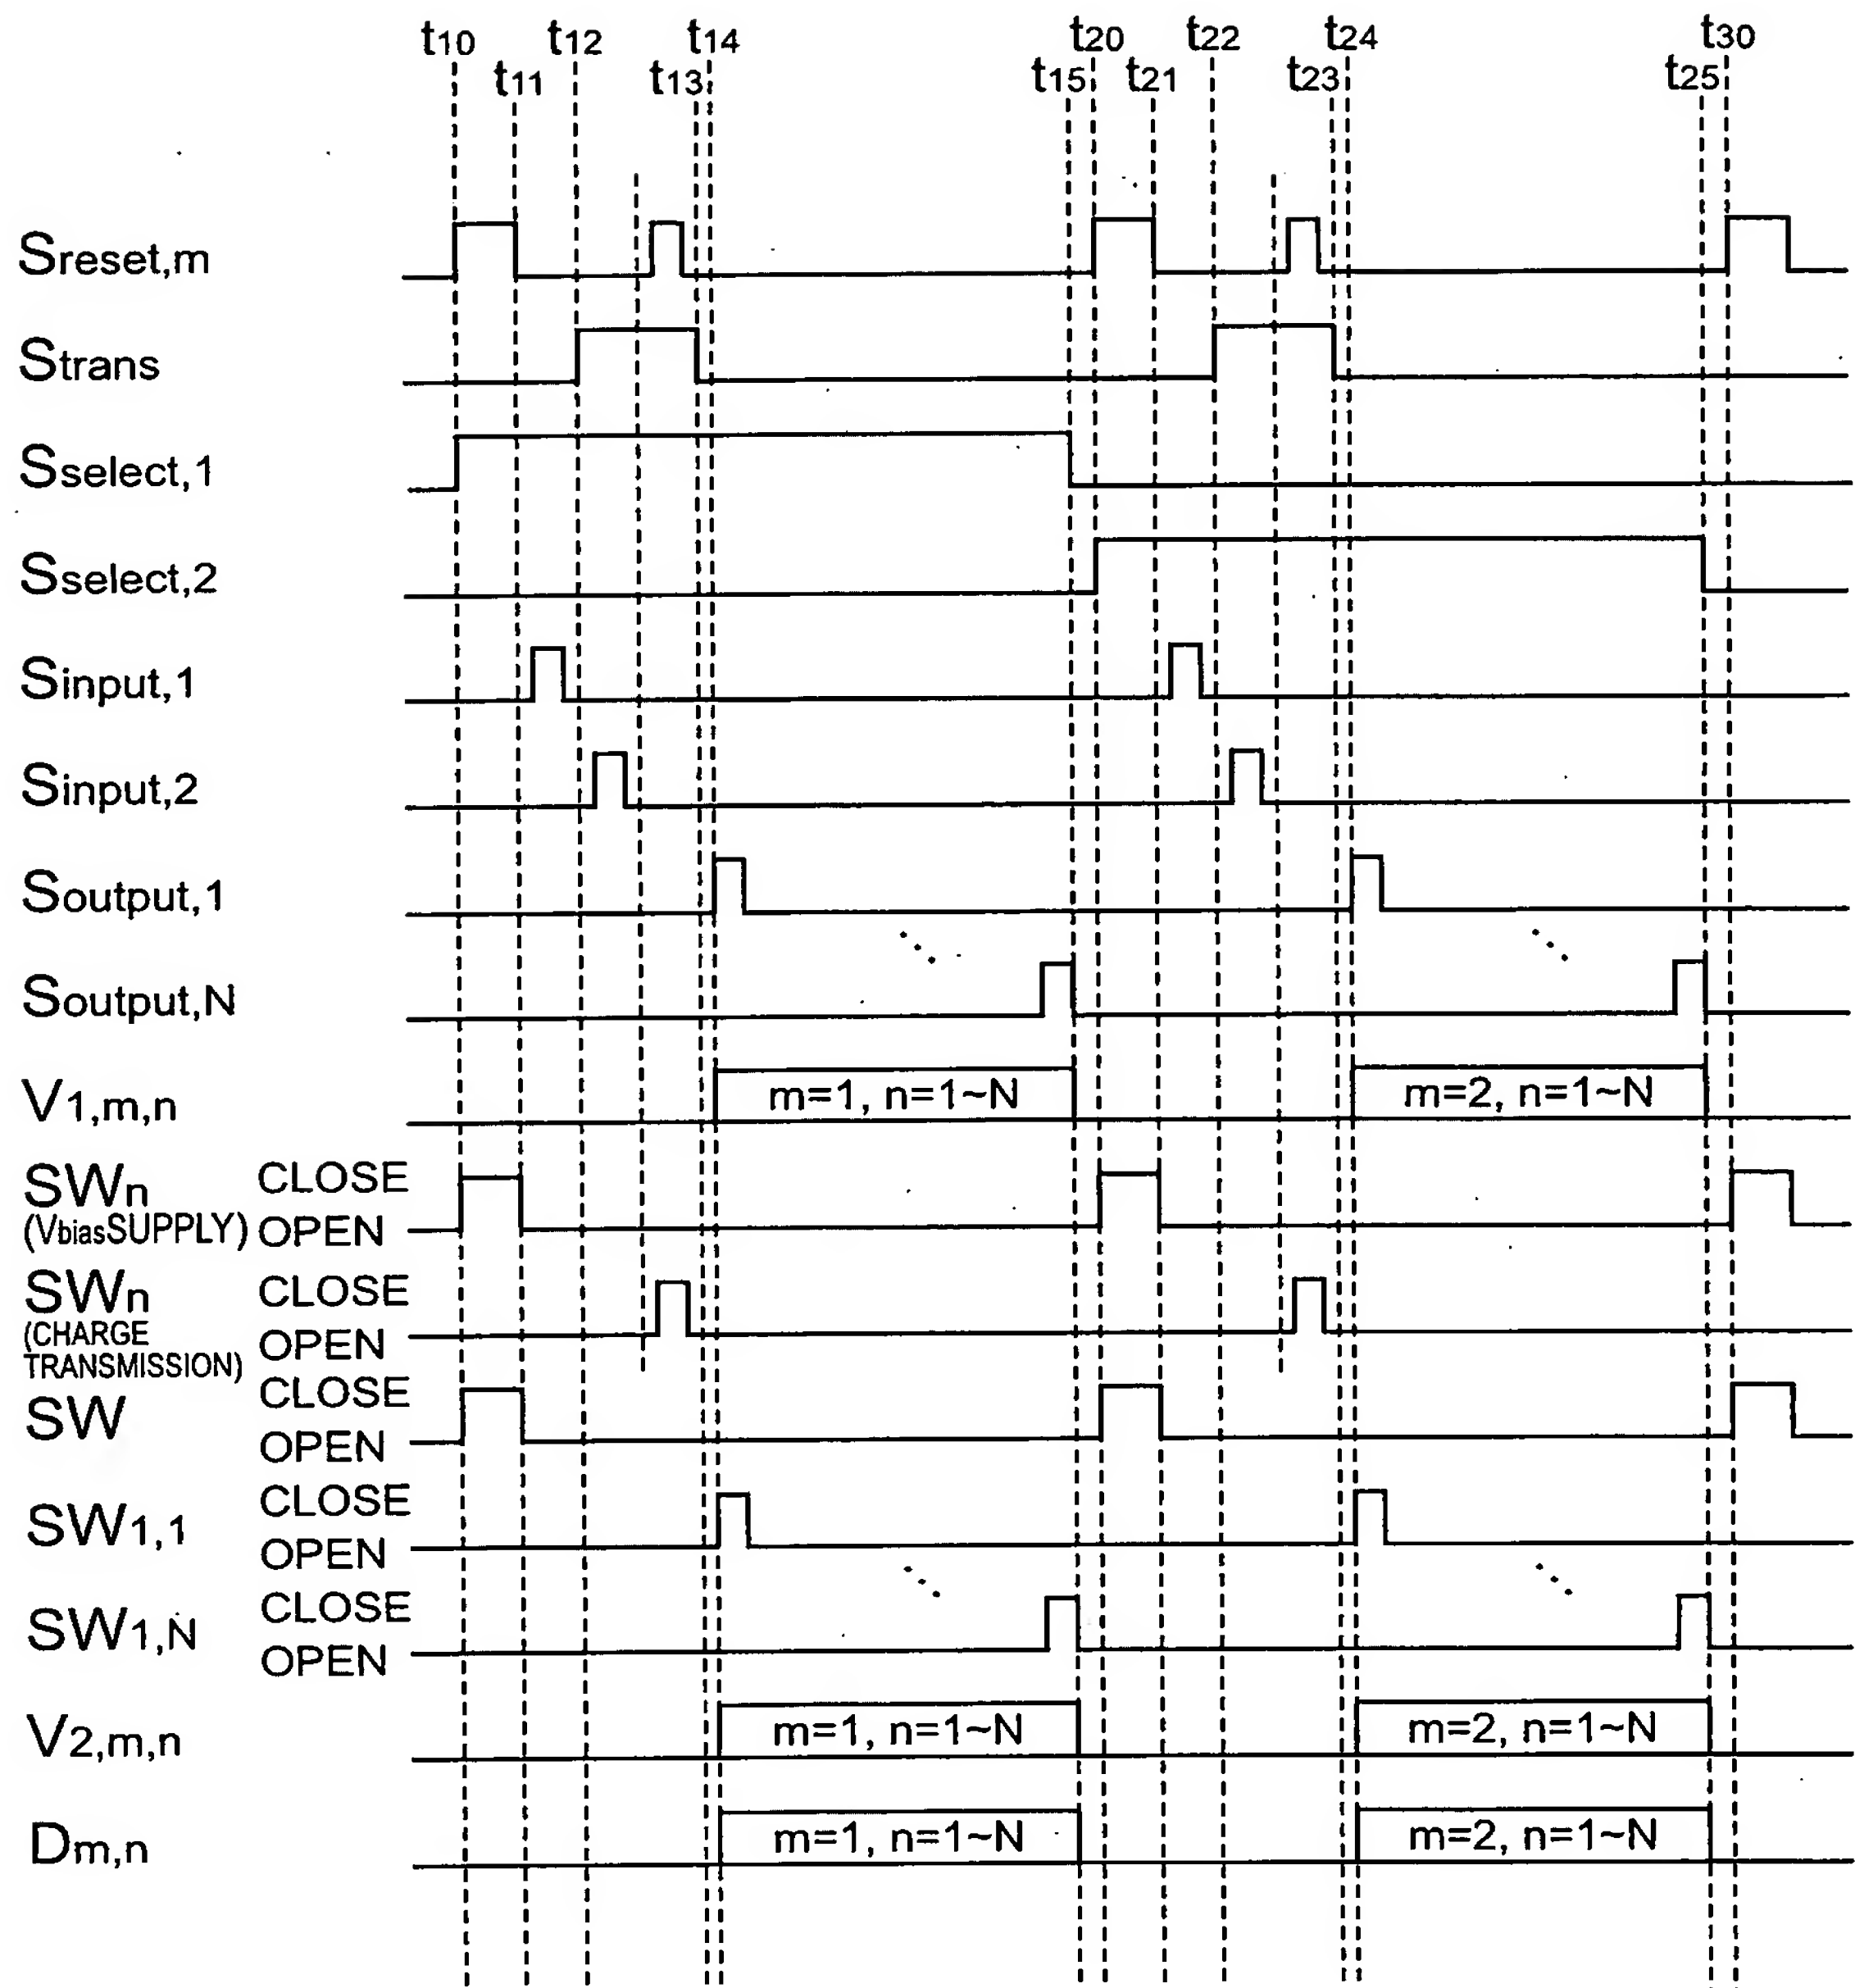 t10 t12 t14 t20 t22 t24 t30
t11 t13 t15 t21 t23 t25
Sreset,m
Strans
Sselect,1
Sselect,2
Sinput,1
Sinput,2
Soutput,1
Soutput,N
V1,m,n m=1, n=1~N m=2, n=1~N
SWn CLOSE
(VbiasSUPPLY) OPEN
SWn CLOSE
(CHARGE OPEN
TRANSMISSION)
SW CLOSE
OPEN
SW1,1 CLOSE
OPEN
SW1,N CLOSE
OPEN
V2,m,n m=1, n=1~N m=2, n=1~N
Dm,n m=1, n=1~N m=2, n=1~N